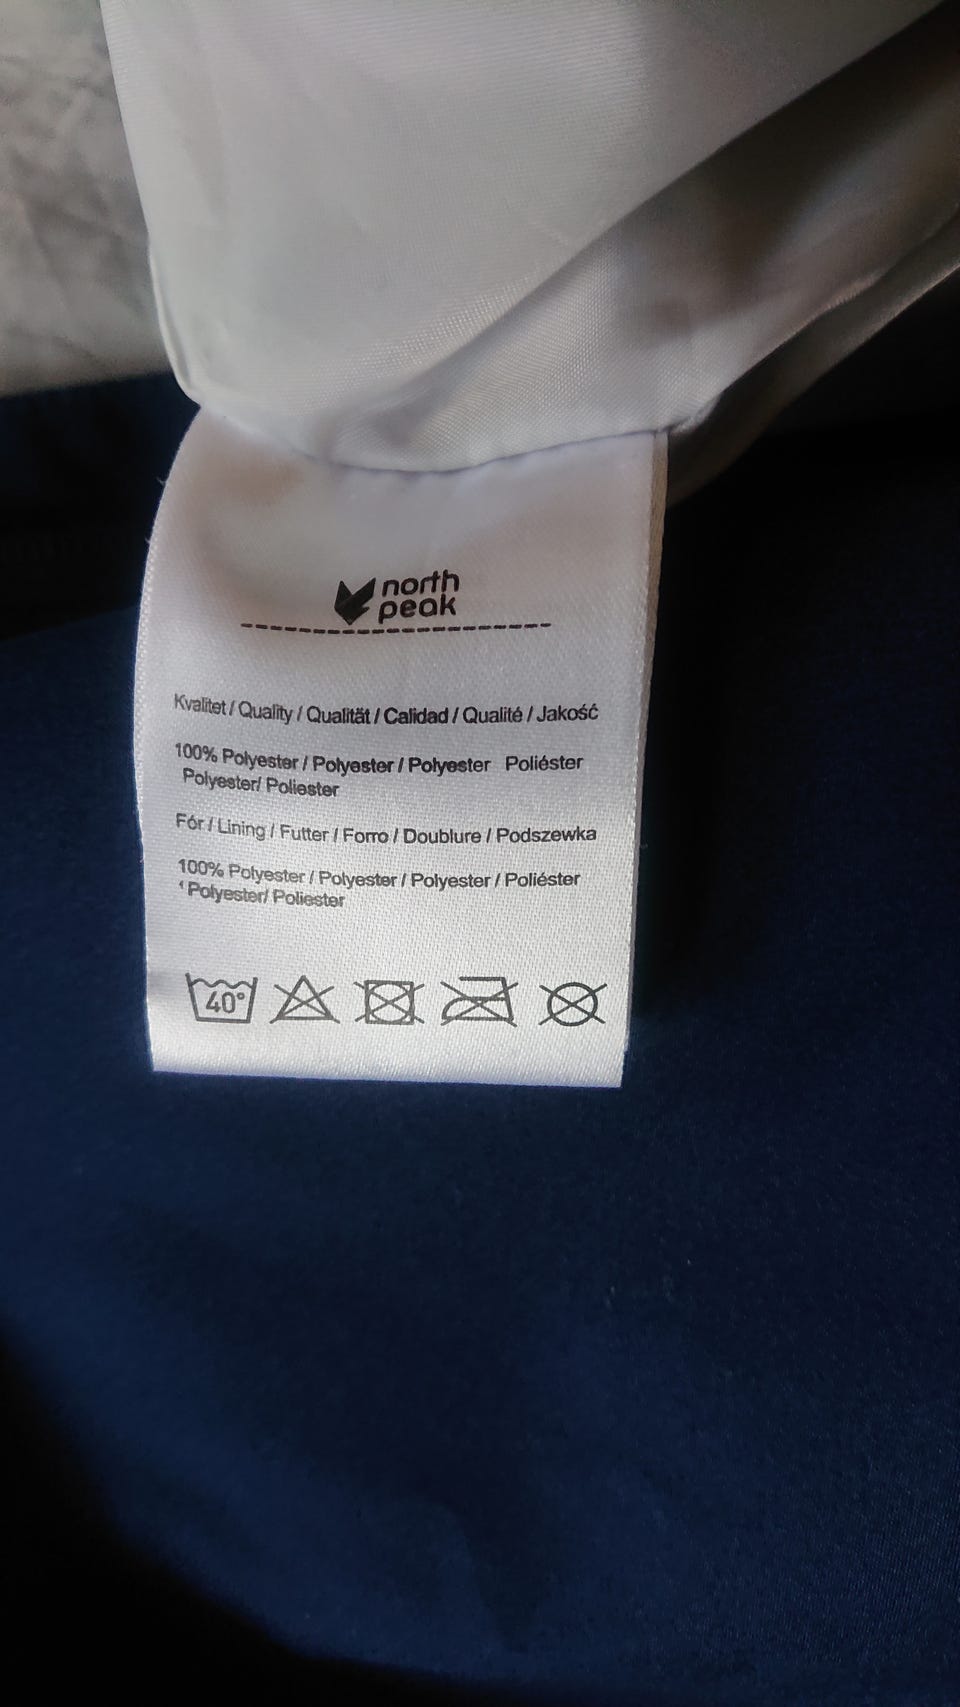 north
peak
Kvalitet / Quality / Qualität / Calidad / Qualité / Jakość
100% Polyester / Polyester / Polyester Poliéster
Polyester/ Poliester
Fór / Lining / Futter / Forro / Doublure / Podszewka
100% Polyester / Polyester / Polyester / Poliéster
Polyester/ Poliester
40°